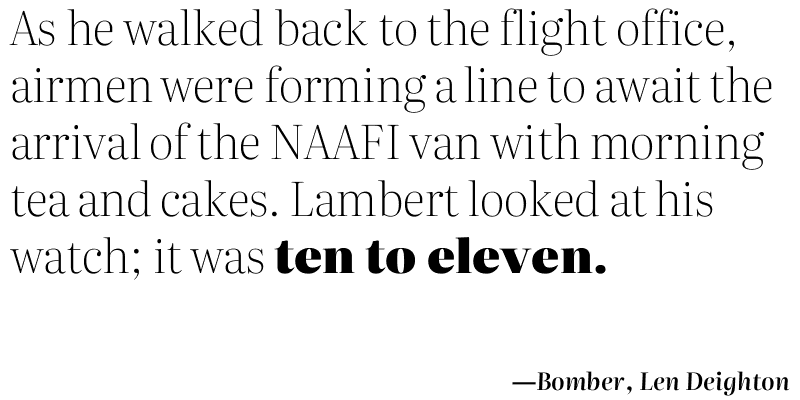 As he walked back to the flight office,
airmen were forming a line to await the
arrival of the NAAFI van with morning
tea and cakes. Lambert looked at his
watch; it was ten to eleven.
—Bomber, Len Deighton